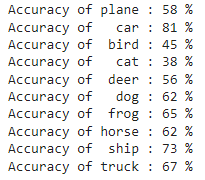 Accuracy of plane : 58 %
Accuracy of   car : 81 %
Accuracy of  bird : 45 %
Accuracy of   cat : 38 %
Accuracy of  deer : 56 %
Accuracy of   dog : 62 %
Accuracy of  frog : 65 %
Accuracy of horse : 62 %
Accuracy of  ship : 73 %
Accuracy of truck : 67 %